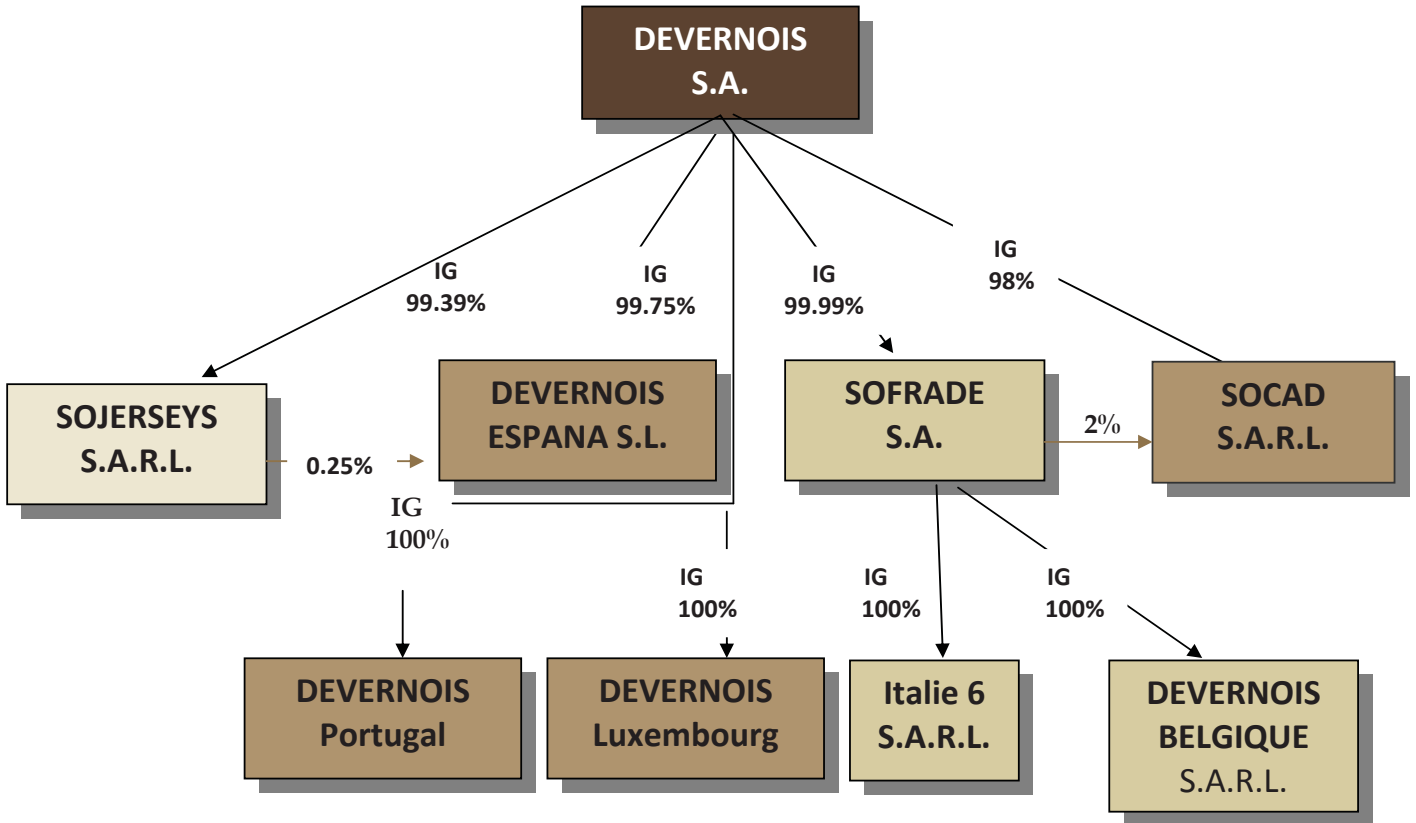 DEVERNOIS
S.A.
IG
99.39%
IG
99.75%
IG
99.99%
IG
98%
SOJERSEYS
S.A.R.L.
0.25%
DEVERNOIS
ESPANA S.L.
SOFRADE
S.A.
2%
SOCAD
S.A.R.L.
IG
100%
IG
100%
IG
100%
IG
100%
DEVERNOIS
Portugal
DEVERNOIS
Luxembourg
Italie 6
S.A.R.L.
DEVERNOIS
BELGIQUE
S.A.R.L.